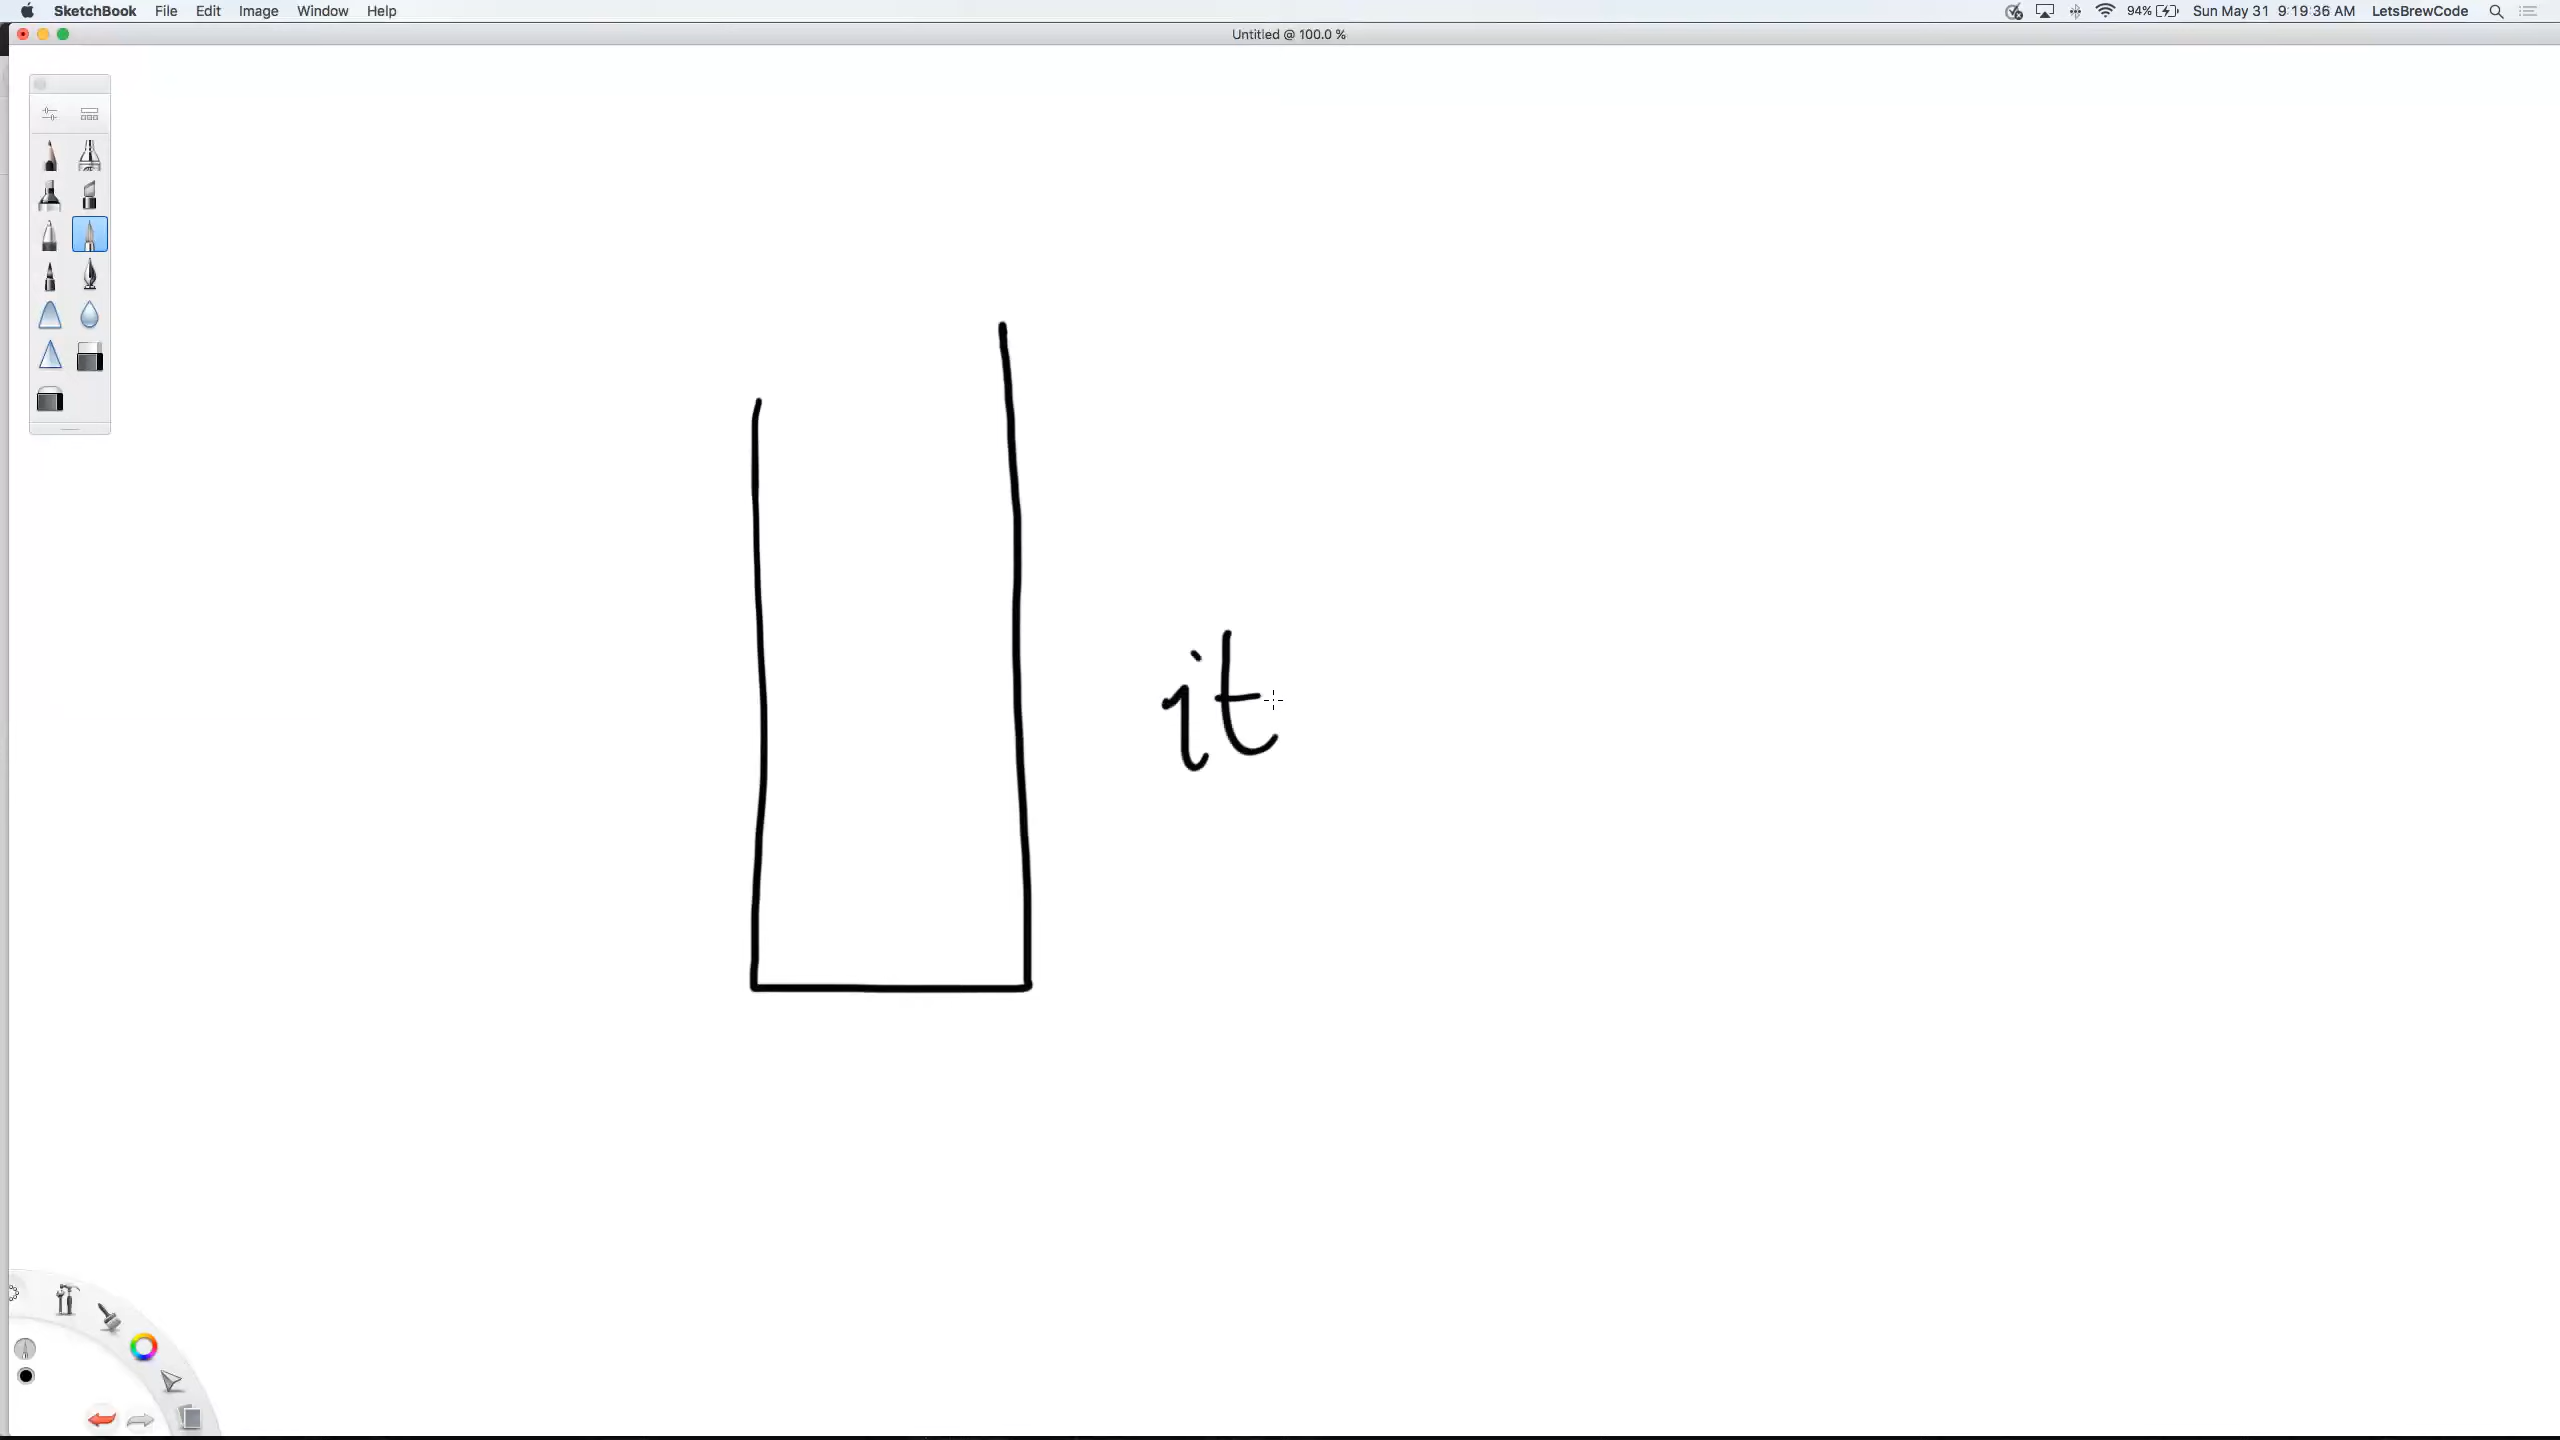 SketchBook File Edit Image Window Help 94% Sun May 31 9:19:36 AM LetsBrewCode
Untitled @ 100.0 %
it